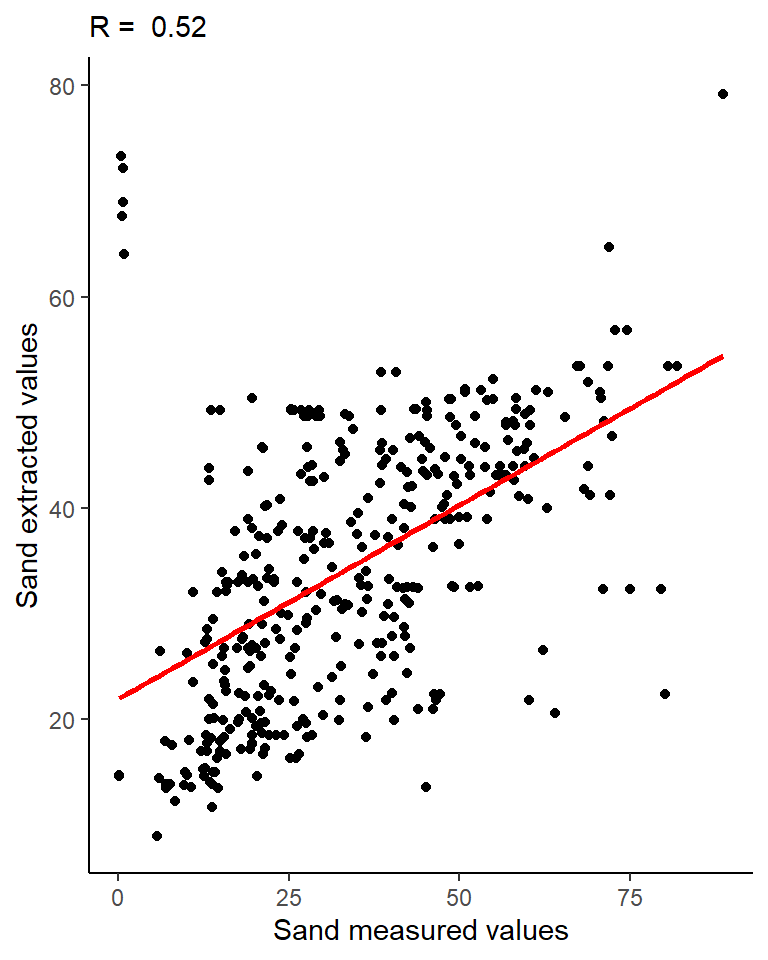 R = 0.52
80
60
40
20
Sand extracted values
0 25 50 75
Sand measured values